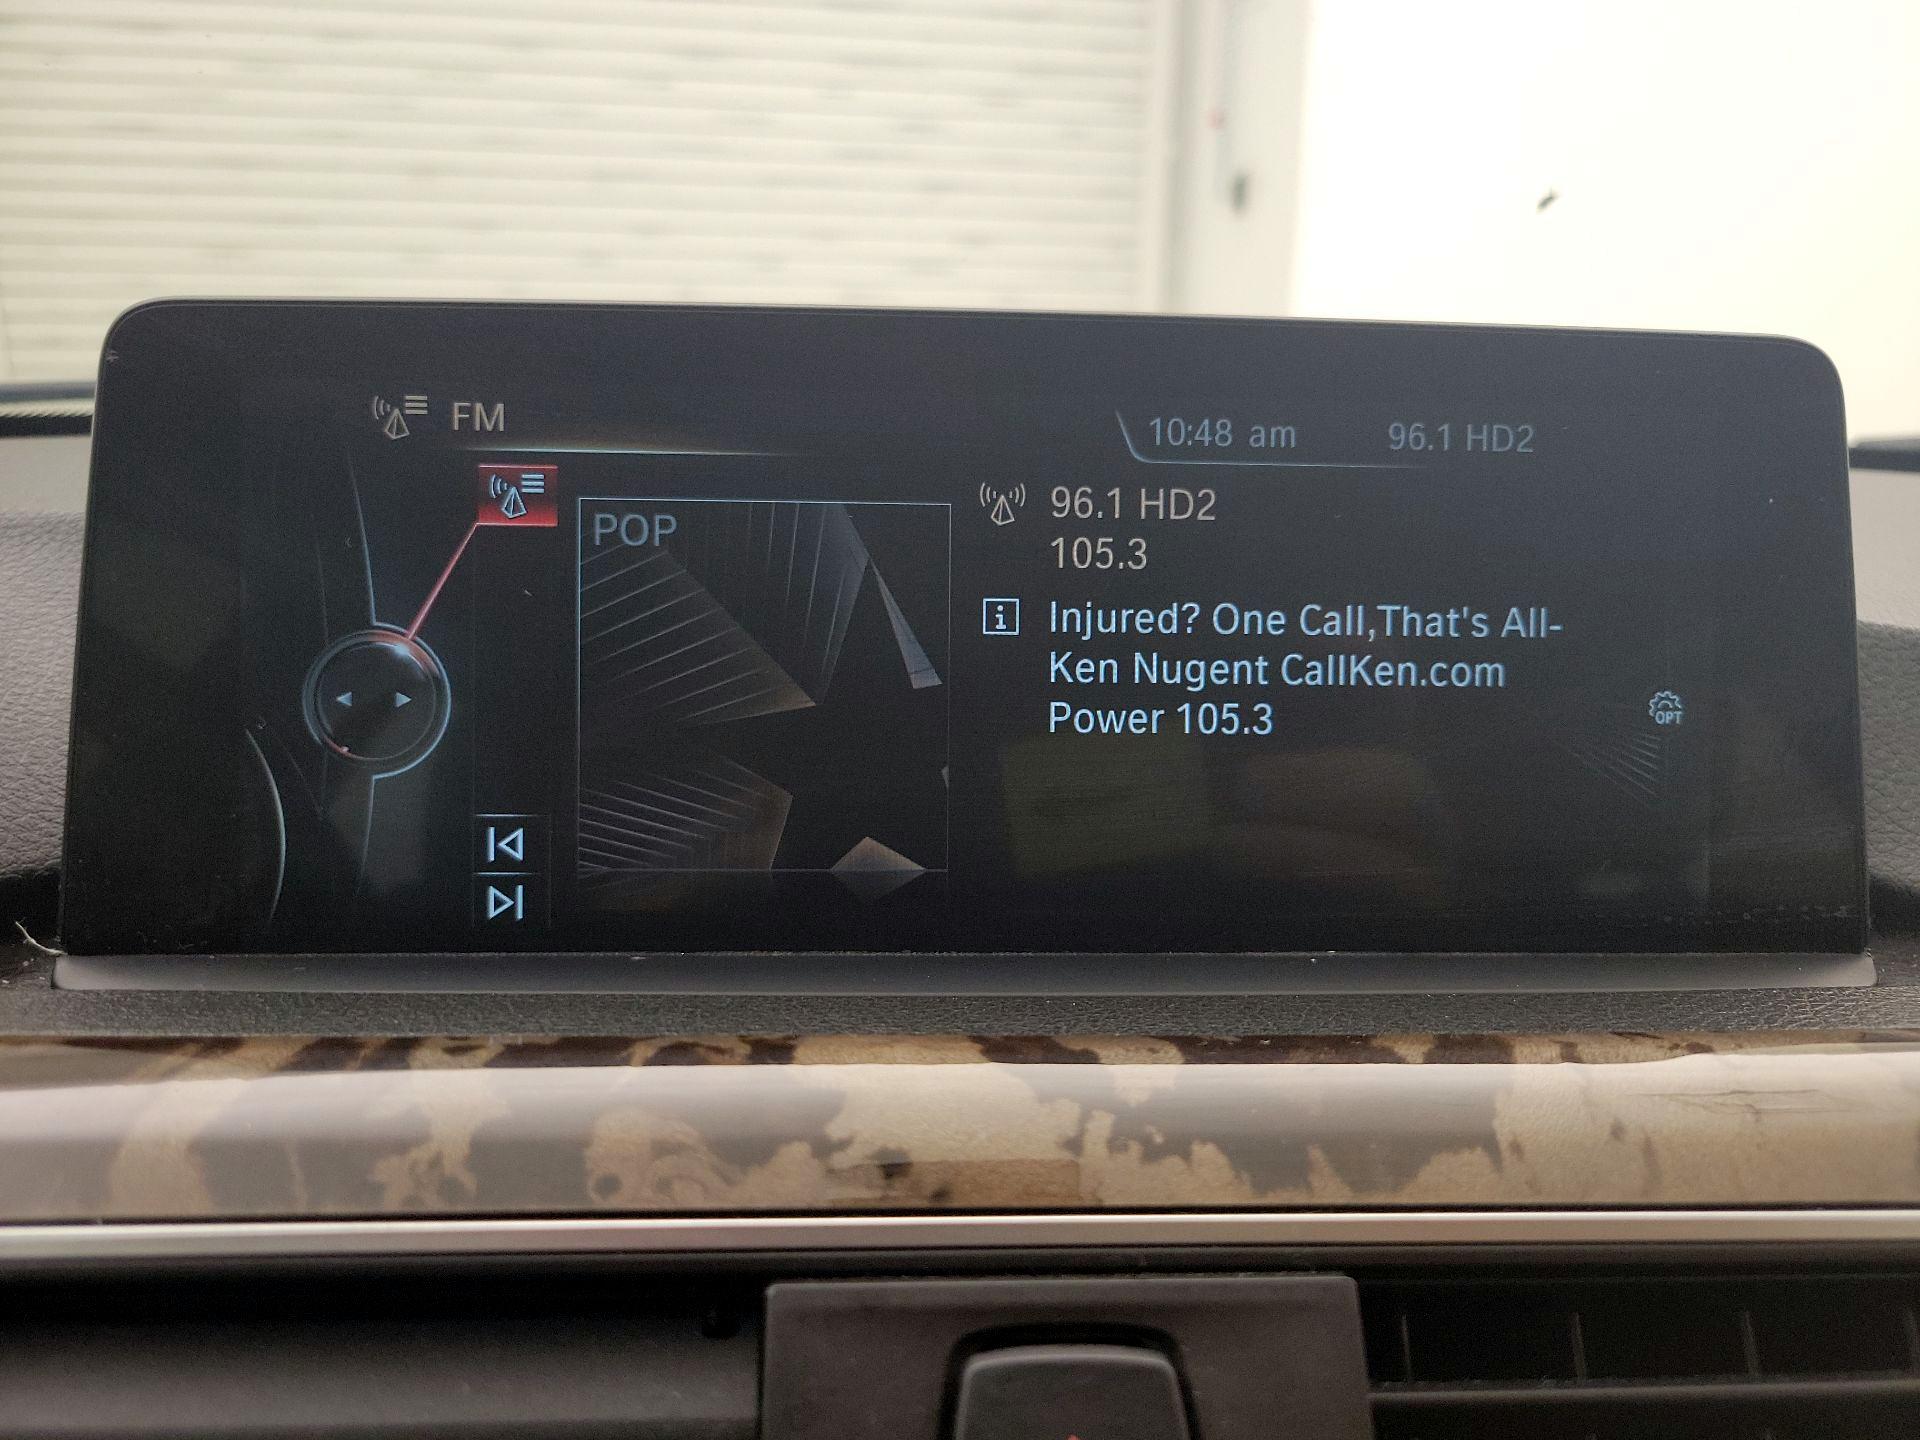 FM
10:48 am 96.1 HD2
POP
96.1 HD2
105.3
Injured? One Call,That's All-
Ken Nugent CallKen.com
Power 105.3
OPT